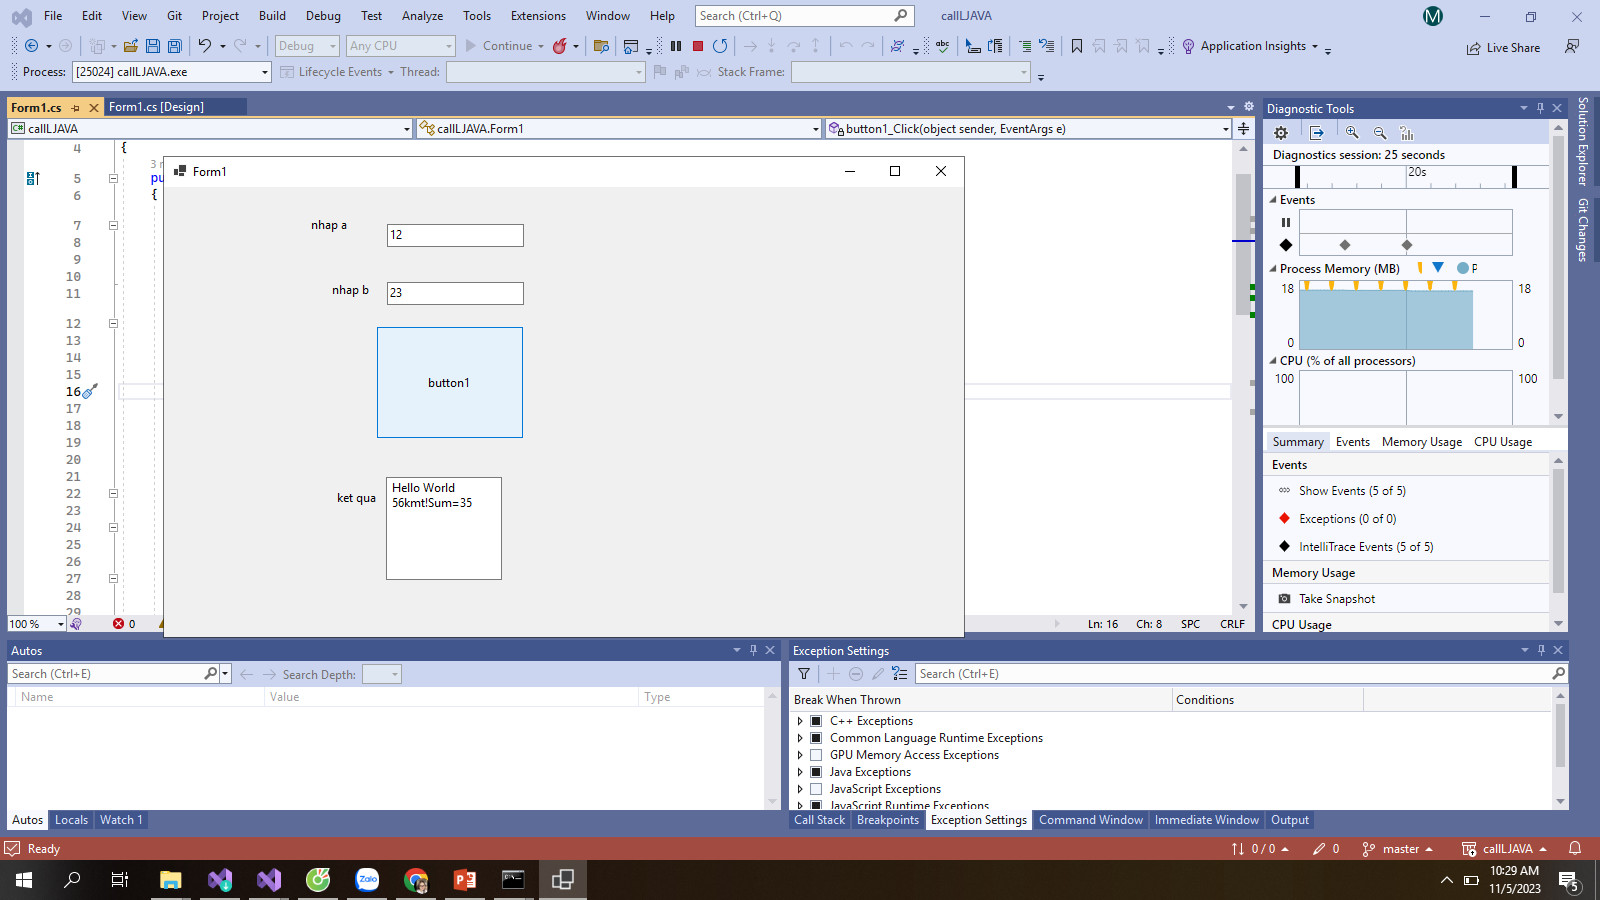 File Edit View Git Project Build Debug Test Analyze Tools Extensions Window Help Search (Ctrl+Q) callLJAVA M
Debug Any CPU Continue abc Application Insights Live Share
Process: [25024] callLJAVA.exe Lifecycle Events Thread: Stack Frame:
Form1.cs Form1.cs [Design]
C# callLJAVA callLJAVA.Form1 button1_Click(object sender, EventArgs e)
4 {
5 pu
6 {
7
8
9
10
11
12
13
14
15
16
17
18
19
20
21
22
23
24
25
26
27
28
29
Form1
nhap a 12
nhap b 23
button1
ket qua Hello World
56kmt!Sum=35
100 % 0 Ln: 16 Ch: 8 SPC CRLF
Diagnostic Tools
Diagnostics session: 25 seconds
20s
Events
Process Memory (MB) P
18 18
0 0
CPU (% of all processors)
100 100
Summary Events Memory Usage CPU Usage
Events
Show Events (5 of 5)
Exceptions (0 of 0)
IntelliTrace Events (5 of 5)
Memory Usage
Take Snapshot
CPU Usage
Solution Explorer
Git Changes
Autos
Search (Ctrl+E) Search Depth:
Name Value Type
Autos Locals Watch 1
Exception Settings
Search (Ctrl+E)
Break When Thrown Conditions
C++ Exceptions
Common Language Runtime Exceptions
GPU Memory Access Exceptions
Java Exceptions
JavaScript Exceptions
JavaScript Runtime Exceptions
Call Stack Breakpoints Exception Settings Command Window Immediate Window Output
Ready 0 / 0 0 master callLJAVA
Zalo
10:29 AM
11/5/2023
5